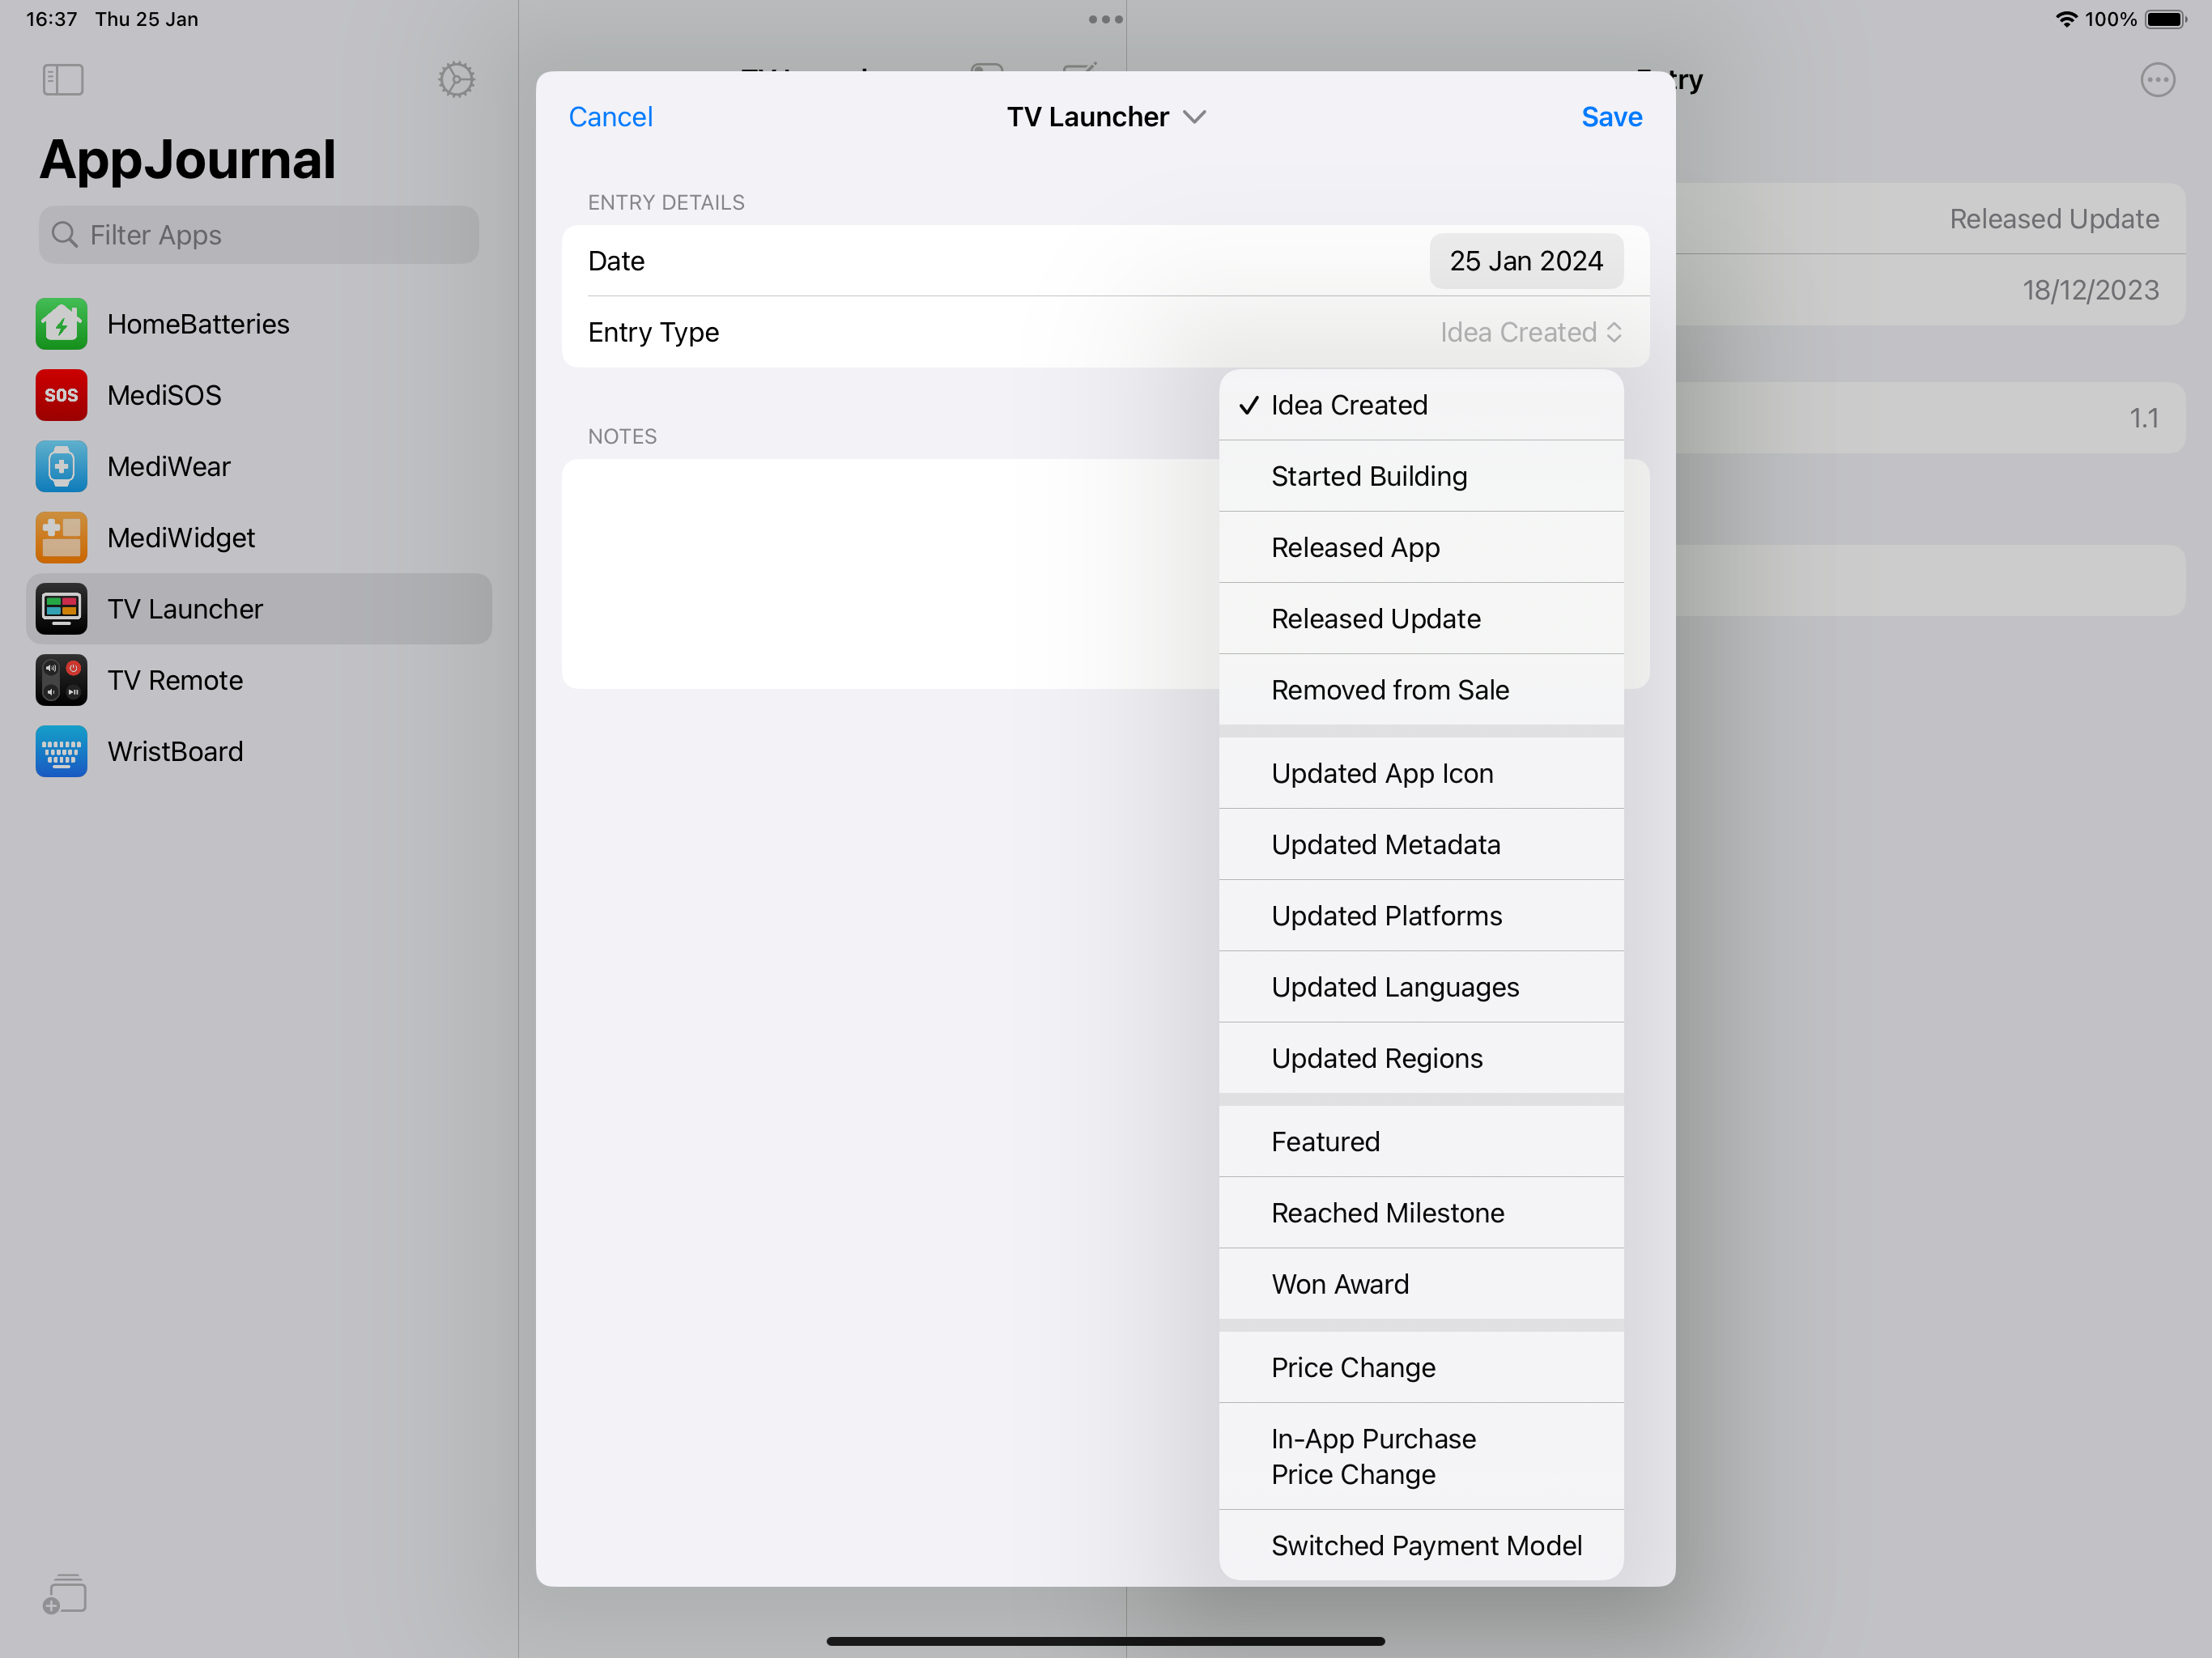 16:37 Thu 25 Jan
100%
AppJournal
Filter Apps
HomeBatteries
SOS
MediSOS
MediWear
MediWidget
TV Launcher
TV Remote
WristBoard
Cancel
TV Launcher
Save
ENTRY DETAILS
Date
25 Jan 2024
Entry Type
Idea Created
NOTES
Idea Created
Started Building
Released App
Released Update
Removed from Sale
Updated App Icon
Updated Metadata
Updated Platforms
Updated Languages
Updated Regions
Featured
Reached Milestone
Won Award
Price Change
In-App Purchase
Price Change
Switched Payment Model
Released Update
18/12/2023
1.1